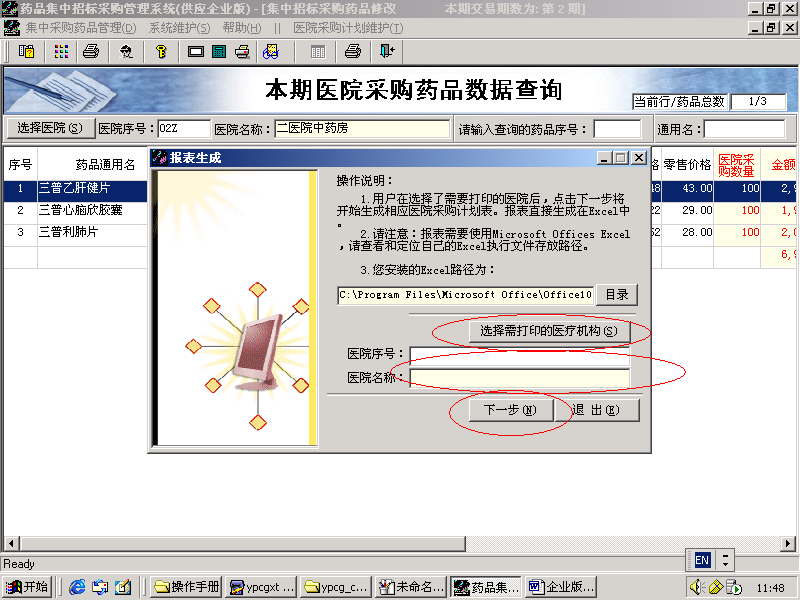 药品集中招标采购管理系统(供应企业版) - [集中招标采购药品修改 本期交易期数为: 第 2 期]
集中采购药品管理(D) 系统维护(S) 帮助(H) || 医院采购计划维护(T)
本期医院采购药品数据查询
当前行/药品总数 1/3
选择医院(S) 医院序号: 02Z 医院名称: 二医院中药房 请输入查询的药品序号: 通用名:
序号 药品通用名 格 零售价格 医院采购数量 金额
1 三普乙肝健片 48 43.00 100 2,9
2 三普心脑欣胶囊 22 29.00 100 1,9
3 三普利肺片 52 28.00 100 2,0
6,9
报表生成
操作说明:
1.用户在选择了需要打印的医院后,点击下一步将
开始生成相应医院采购计划表。报表直接生成在Excel中
。
2.请注意:报表需要使用Microsoft Offices Excel
,请查看和定位自己的Excel执行文件存放路径。
3.您安装的Excel路径为:
C:\Program Files\Microsoft Office\Office10 目录
选择需打印的医疗机构(S)
医院序号:
医院名称:
下一步(N) 退 出(E)
Ready
EN
开始 操作手册 ypcgxt ... ypcg_c... 未命名... 药品集... 企业版... 11:48